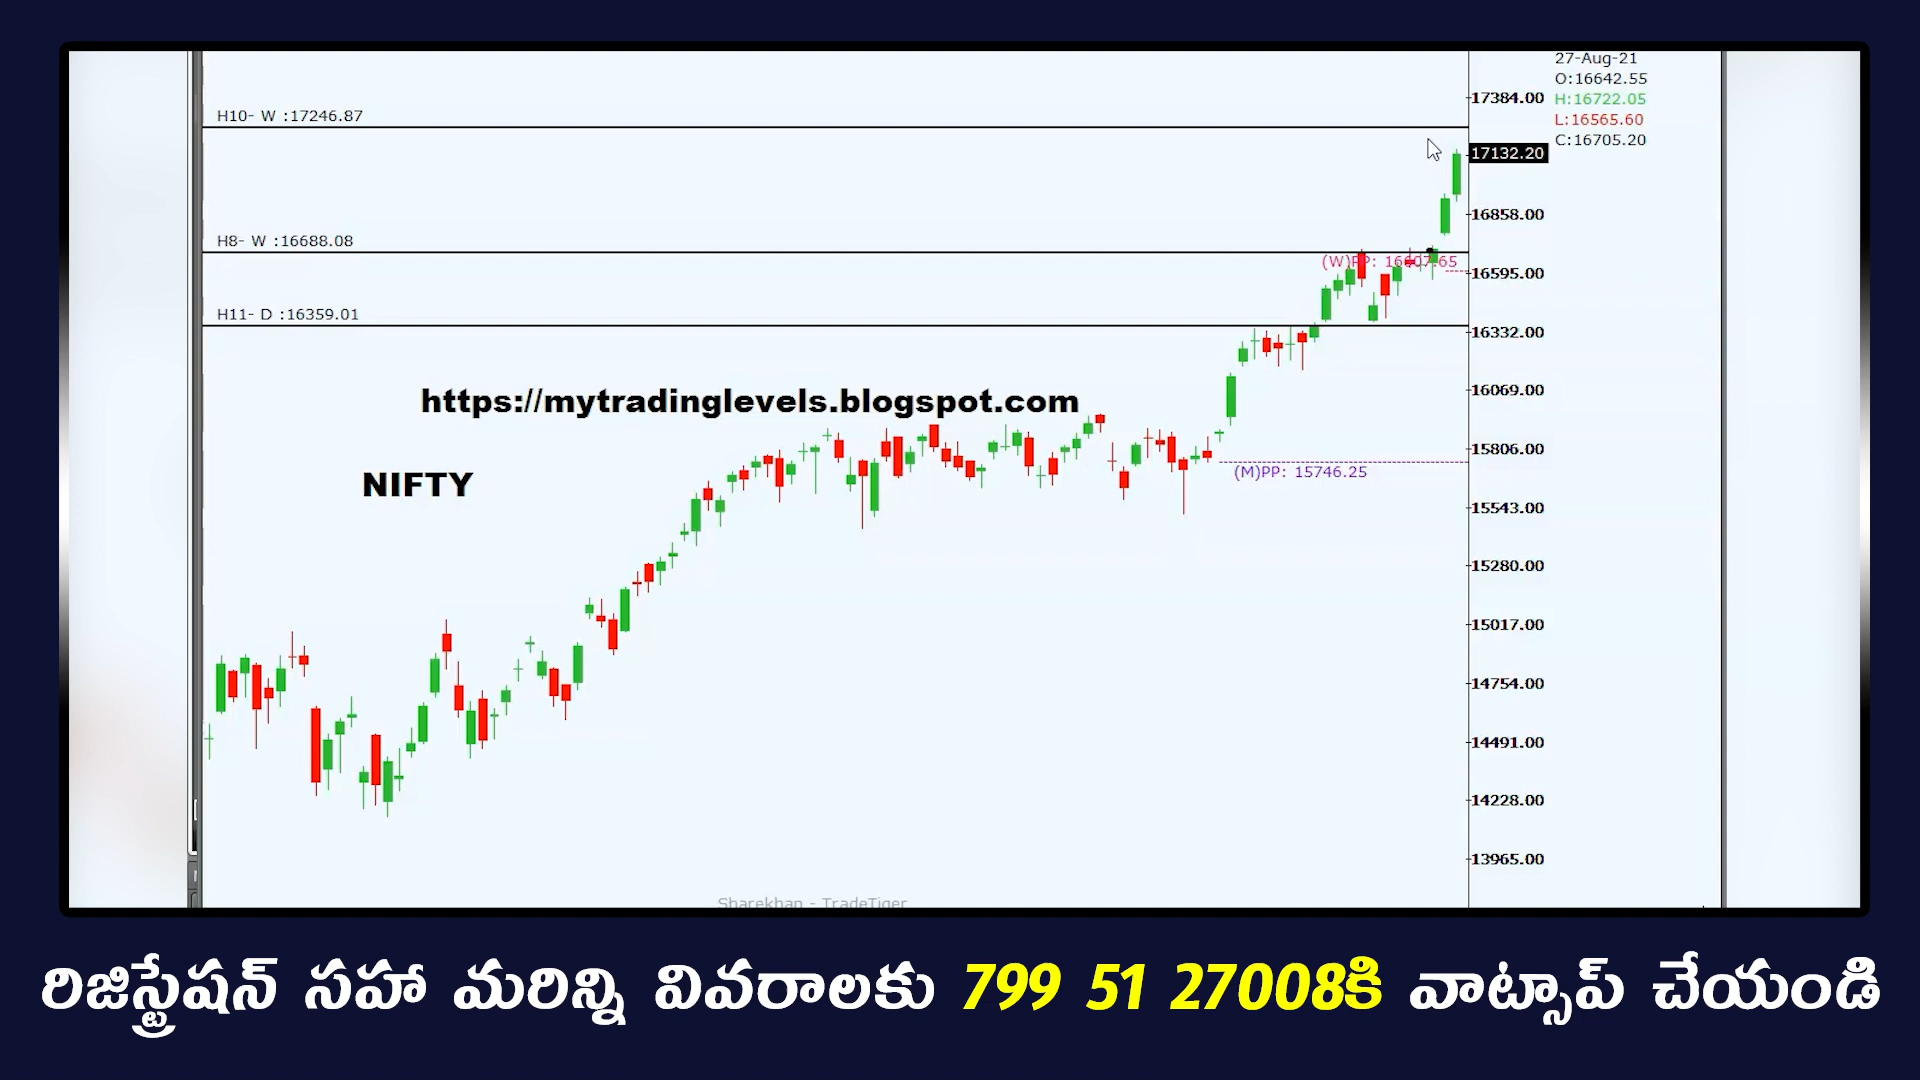 27-Aug-21
O:16642.55
H:16722.05
L:16565.60
C:16705.20
17384.00
H10- W :17246.87
17132.20
16858.00
H8- W :16688.08
(W)PP: 16607.65
16595.00
H11- D :16359.01
16332.00
https://mytradinglevels.blogspot.com
16069.00
15806.00
(M)PP: 15746.25
NIFTY
15543.00
15280.00
15017.00
14754.00
14491.00
14228.00
13965.00
Sharekhan - TradeTiger
రిజిస్ట్రేషన్ సహా మరిన్ని వివరాలకు 799 51 27008కి వాట్సాప్ చేయండి